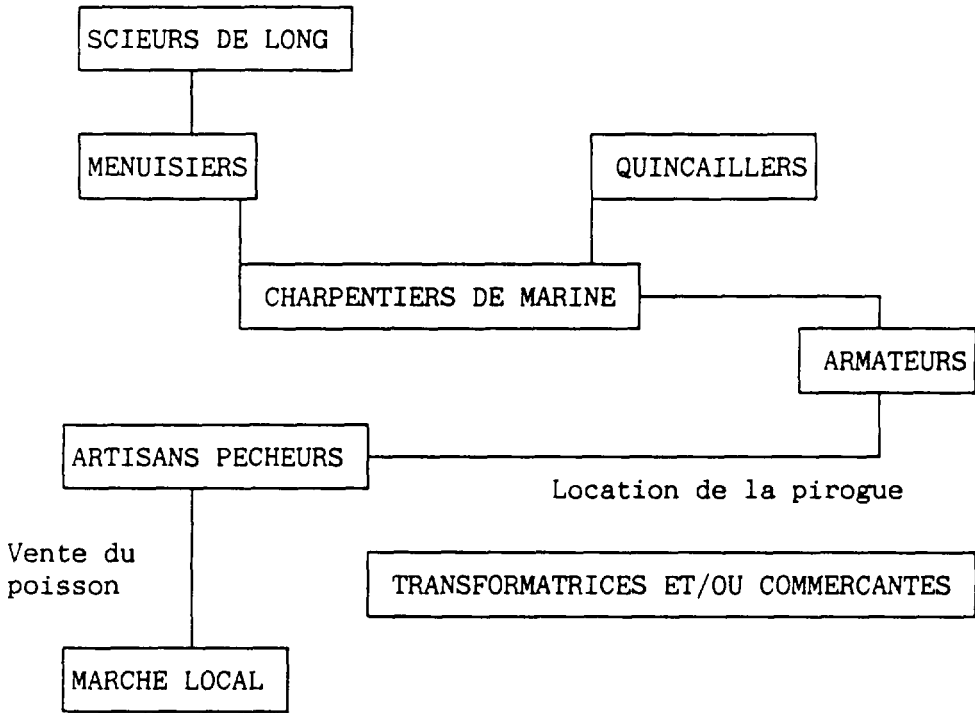 SCIEURS DE LONG
MENUISIERS
QUINCAILLERS
CHARPENTIERS DE MARINE
ARMATEURS
ARTISANS PECHEURS
Location de la pirogue
Vente du
poisson
TRANSFORMATRICES ET/OU COMMERCANTES
MARCHE LOCAL